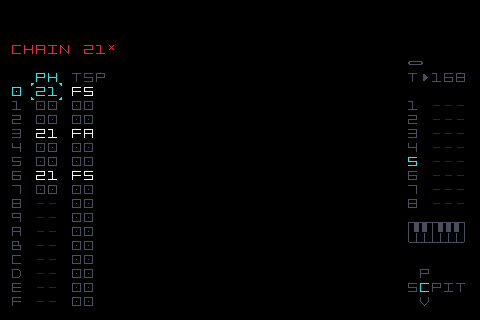 CHAIN 21*
PH TSP T 168
0 21 F5
1 00 00 1 ---
2 00 00 2 ---
3 21 FA 3 ---
4 00 00 4 ---
5 00 00 5 ---
6 21 F5 6 ---
7 00 00 7 ---
8 -- 00 8 ---
9 -- 00
A -- 00
B -- 00
C -- 00
D -- 00 P
E -- 00 SCPIT
F -- 00 V